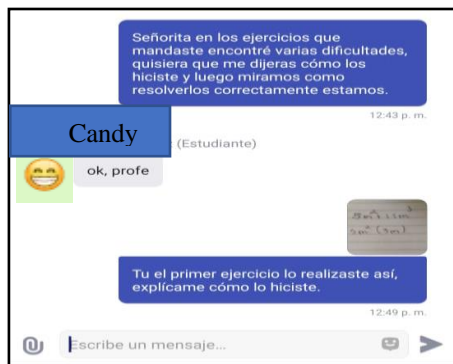 Señorita en los ejercicios que
mandaste encontré varias dificultades,
quisiera que me dijeras cómo los
hiciste y luego miramos como
resolverlos correctamente estamos.
12:43 p. m.
Candy
(Estudiante)
ok, profe
Tu el primer ejercicio lo realizaste así,
explícame cómo lo hiciste.
12:49 p. m.
Escribe un mensaje...